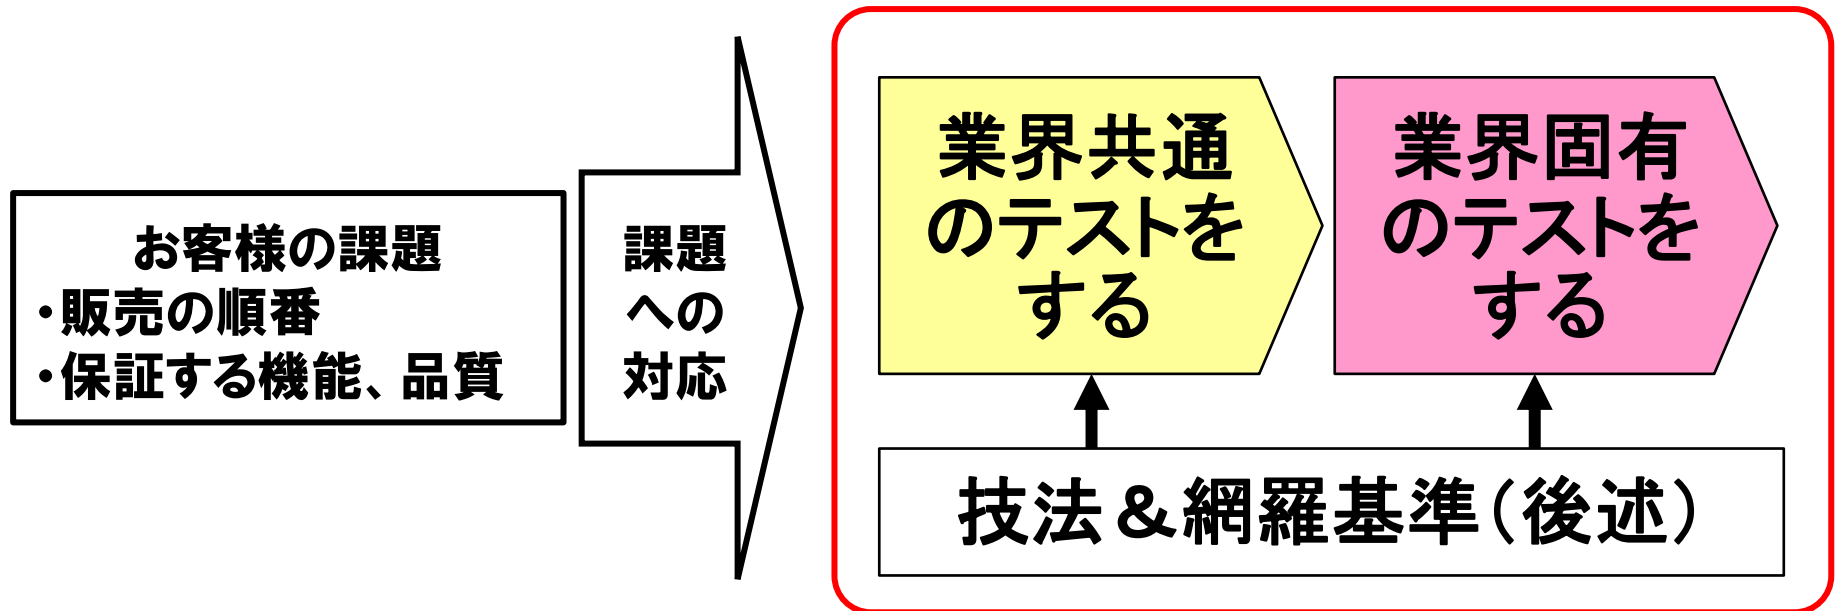 お客様の課題
・販売の順番
・保証する機能、品質
課題
への
対応
業界共通
のテストを
する
業界固有
のテストを
する
技法＆網羅基準（後述）